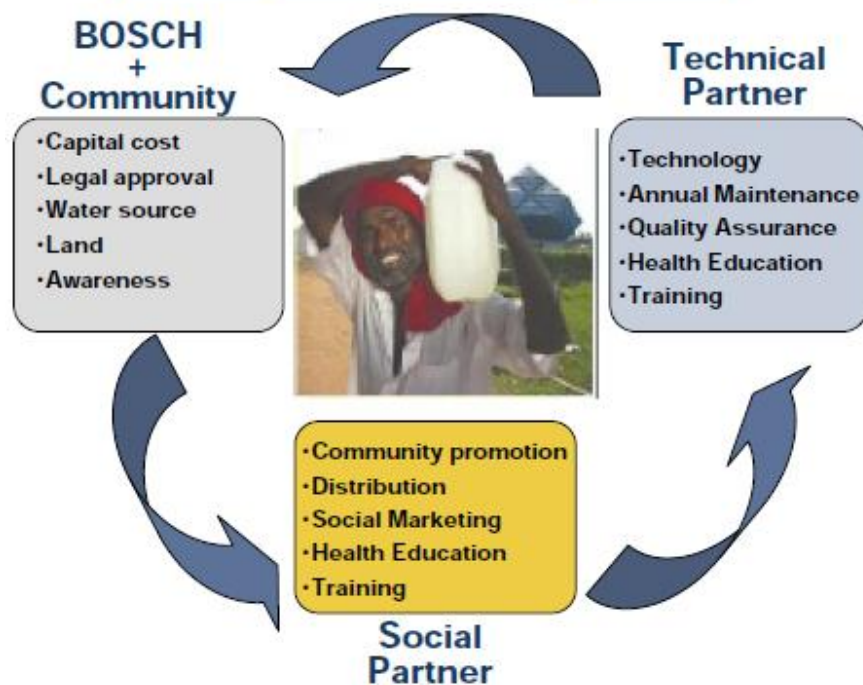 BOSCH
+
Community
·Capital cost
·Legal approval
·Water source
·Land
·Awareness
Technical
Partner
·Technology
·Annual Maintenance
·Quality Assurance
·Health Education
·Training
·Community promotion
·Distribution
·Social Marketing
·Health Education
·Training
Social
Partner